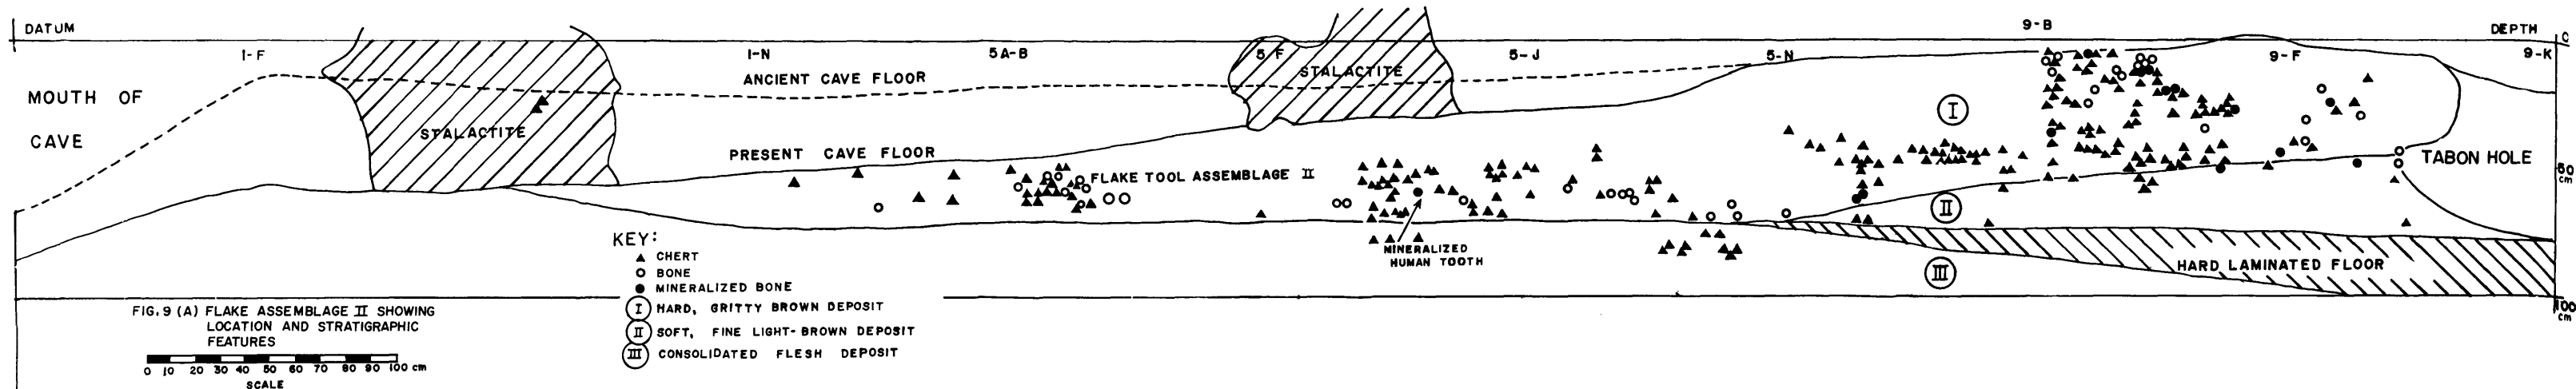 DATUM
1-F
1-N
5A-B
5-F
5-J
5-N
9-B
9-F
DEPTH
9-K
MOUTH OF
CAVE
STALACTITE
ANCIENT CAVE FLOOR
STALACTITE
PRESENT CAVE FLOOR
FLAKE TOOL ASSEMBLAGE II
MINERALIZED
HUMAN TOOTH
I
II
III
TABON HOLE
HARD LAMINATED FLOOR
50
cm
100
cm
KEY:
CHERT
BONE
MINERALIZED BONE
I HARD, GRITTY BROWN DEPOSIT
II SOFT, FINE LIGHT-BROWN DEPOSIT
III CONSOLIDATED FLESH DEPOSIT
FIG. 9 (A) FLAKE ASSEMBLAGE II SHOWING
LOCATION AND STRATIGRAPHIC
FEATURES
0 10 20 30 40 50 60 70 80 90 100 cm
SCALE